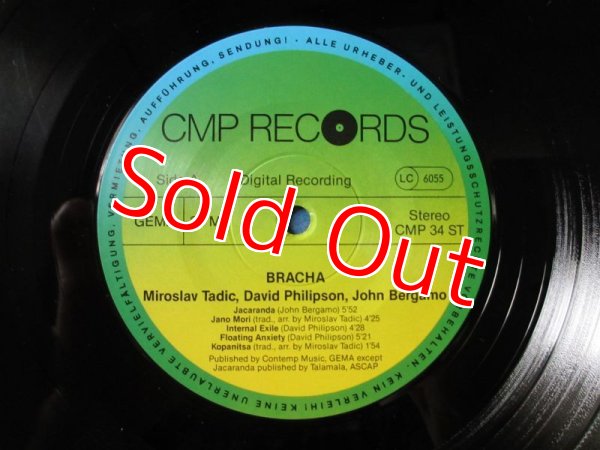 VERVIELFÄLTIGUNG, VERMIETUNG, AUFFÜHRUNG, SENDUNG! - ALLE URHEBER- UND LEISTUNGSSCHUTZRECHTE
BEHALTEN. KEIN VERLEIH! KEINE UNERLAUBTE
CMP RECORDS
Digital Recording
LC 6055
Stereo
CMP 34 ST
Sold Out
BRACHA
Miroslav Tadic, David Philipson, John Bergamo
Jacaranda (John Bergamo) 5'52
Jano Mori (trad., arr. by Miroslav Tadic) 4'25
Internal Exile (David Philipson) 4'28
Floating Anxiety (David Philipson) 5'21
Kopanitsa (trad., arr. by Miroslav Tadic) 1'54
Published by Contemp Music, GEMA except
Jacaranda published by Talamala, ASCAP